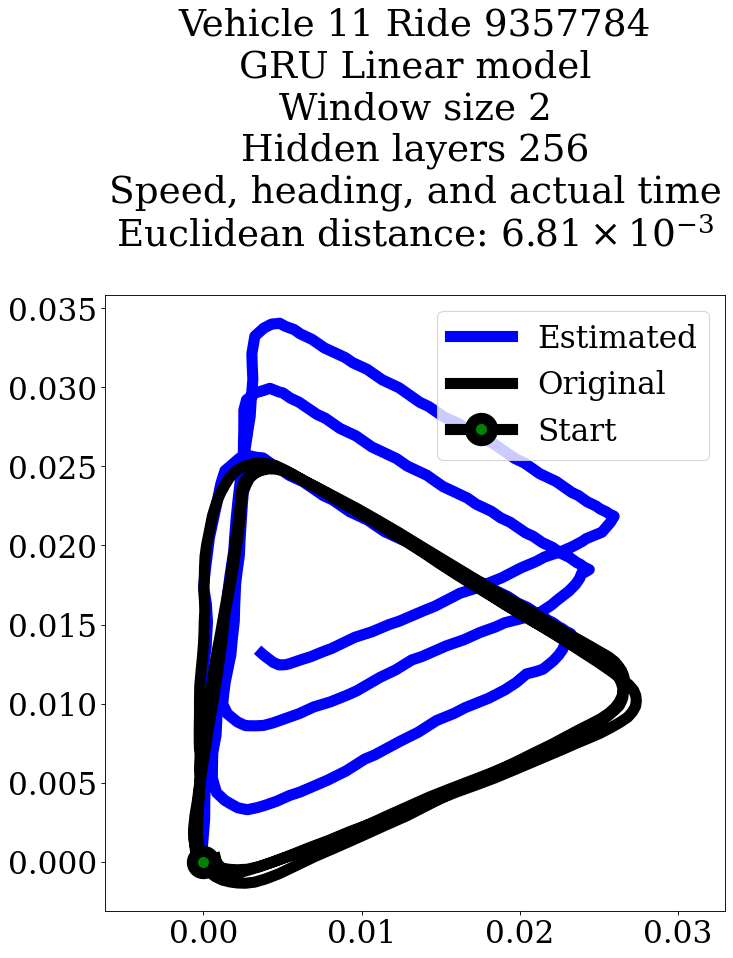 Vehicle 11 Ride 9357784
GRU Linear model
Window size 2
Hidden layers 256
Speed, heading, and actual time
Euclidean distance: 6.81 × 10⁻³
0.035
0.030
0.025
0.020
0.015
0.010
0.005
0.000
Estimated
Original
Start
0.00 0.01 0.02 0.03